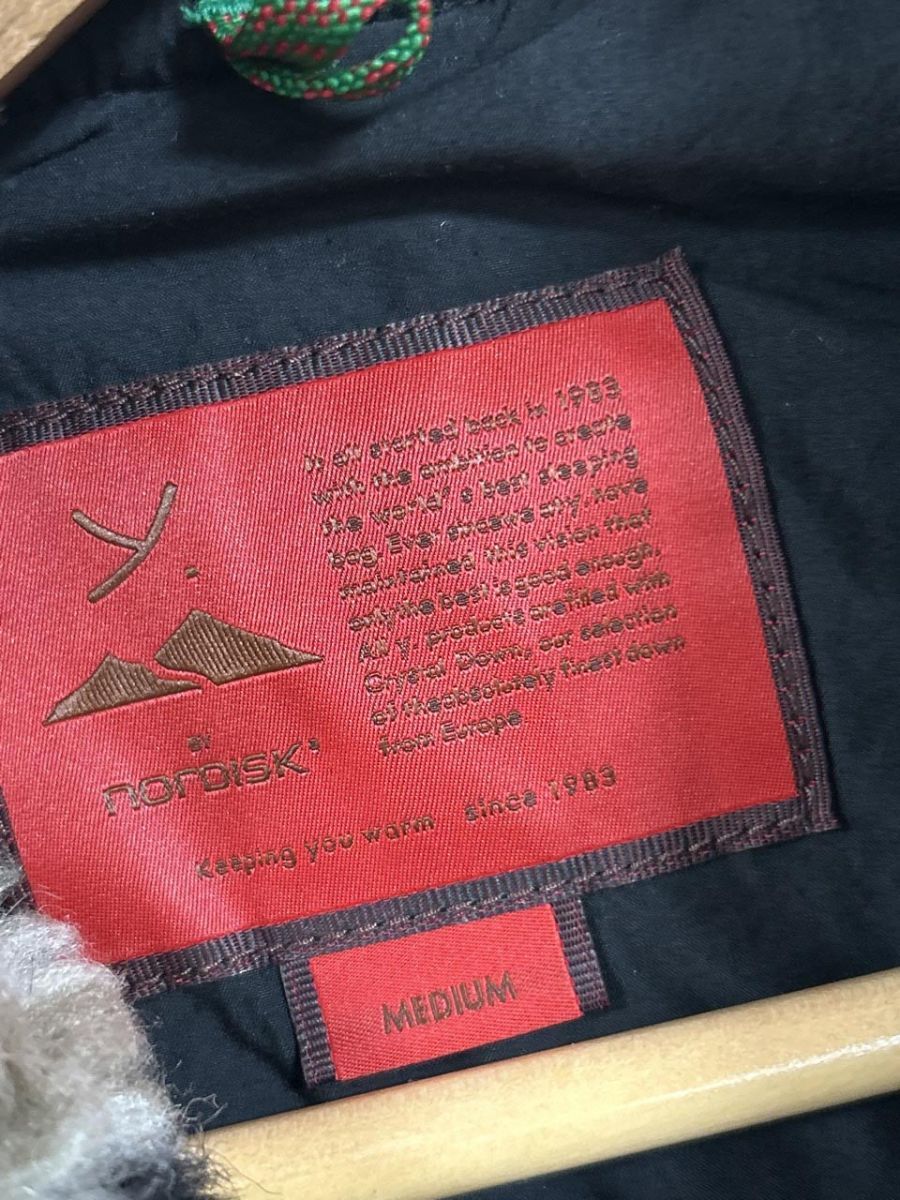 y.
BY
nordisk®
It all started back in 1983
with the ambition to create
the world's best sleeping
bag. Ever since we have
maintained this vision that
only the best is good enough.
All y. products are filled with
Crystal Down, our selection
of the absolutely finest down
from Europe
Keeping you warm since 1983
MEDIUM